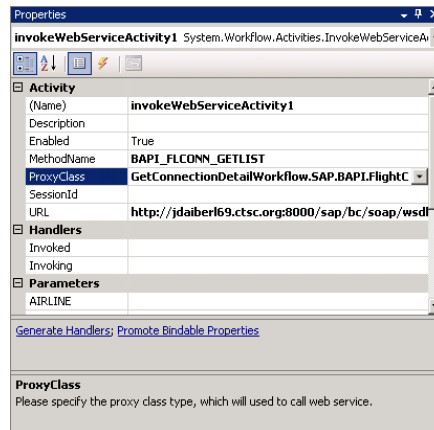 Properties
invokeWebServiceActivity1 System.Workflow.Activities.InvokeWebServiceA
Activity
(Name) invokeWebServiceActivity1
Description
Enabled True
MethodName BAPI_FLCONN_GETLIST
ProxyClass GetConnectionDetailWorkflow.SAP.BAPI.FlightC
SessionId
URL http://jdaiberl69.ctsc.org:8000/sap/bc/soap/wsdl
Handlers
Invoked
Invoking
Parameters
AIRLINE
Generate Handlers; Promote Bindable Properties
ProxyClass
Please specify the proxy class type, which will used to call web service.